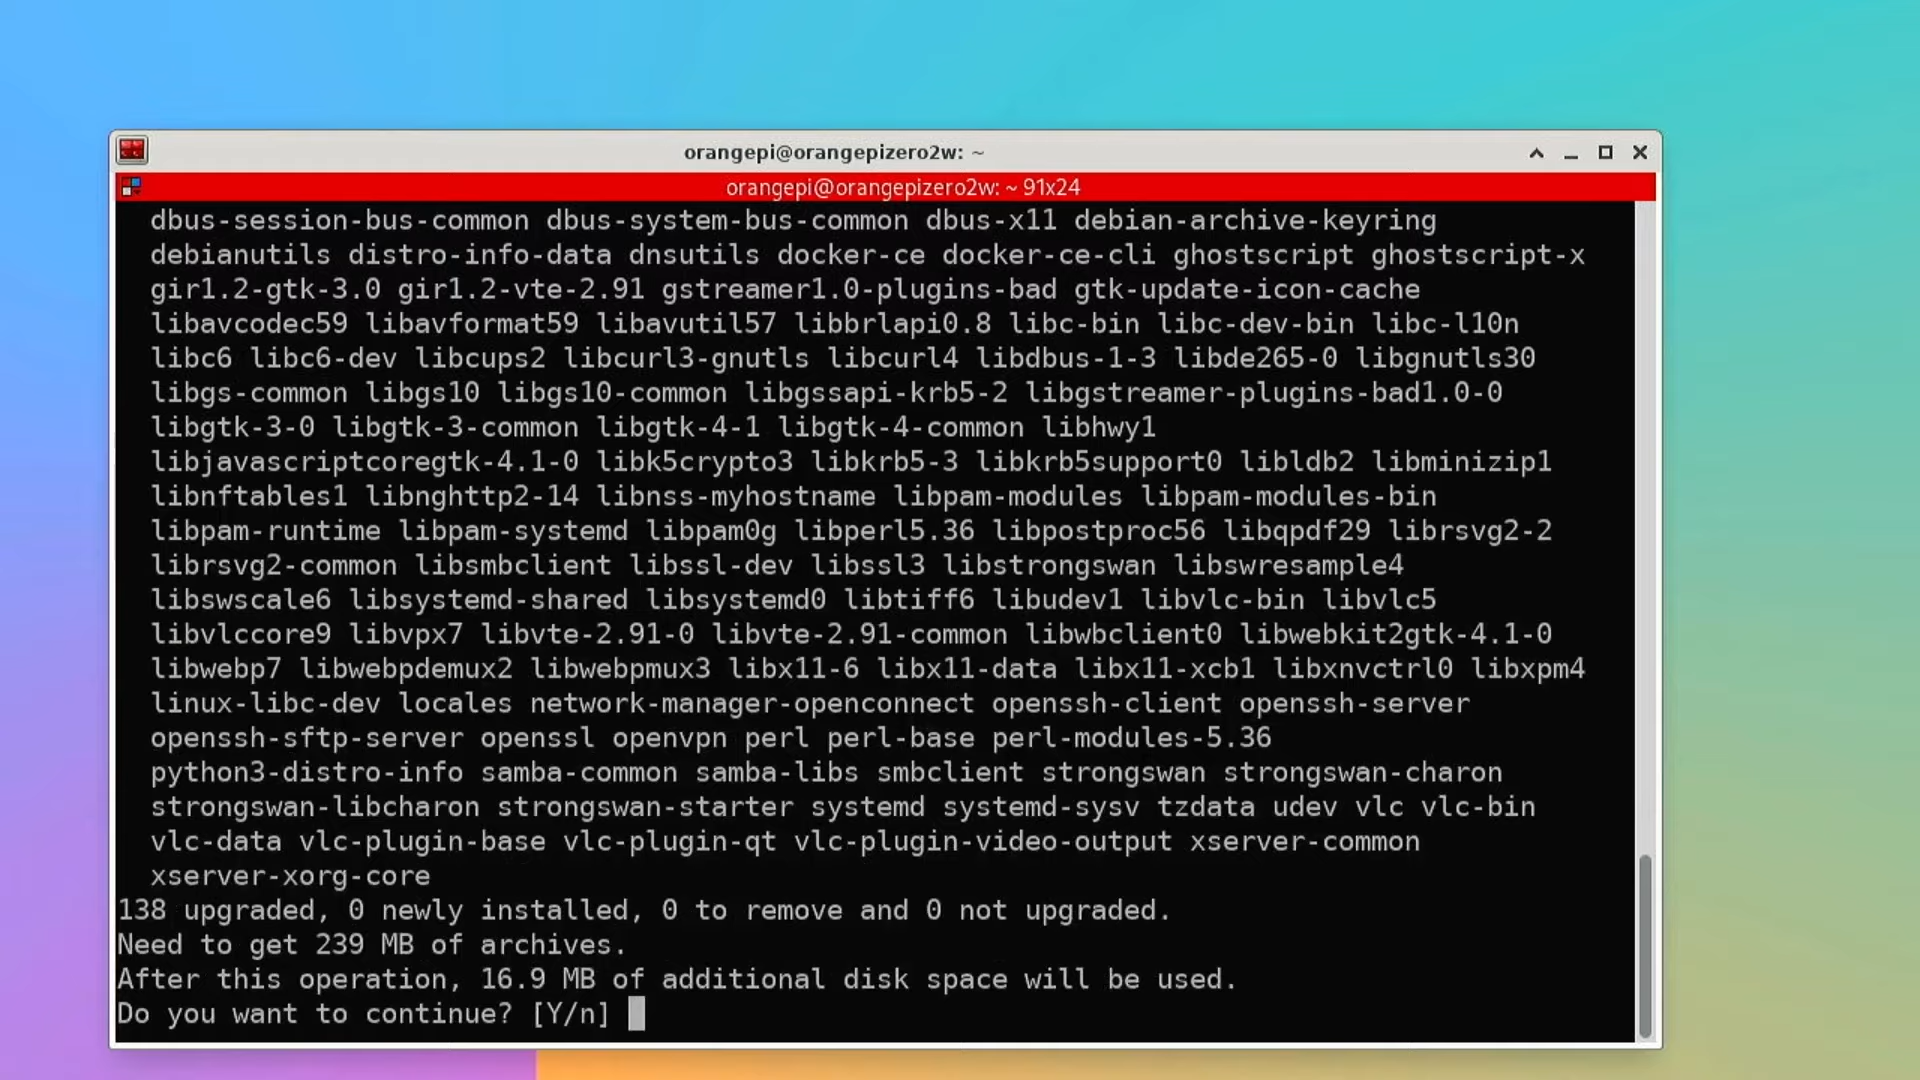 orangepi@orangepizero2w: ~
orangepi@orangepizero2w: ~ 91x24
dbus-session-bus-common dbus-system-bus-common dbus-x11 debian-archive-keyring
debianutils distro-info-data dnsutils docker-ce docker-ce-cli ghostscript ghostscript-x
gir1.2-gtk-3.0 gir1.2-vte-2.91 gstreamer1.0-plugins-bad gtk-update-icon-cache
libavcodec59 libavformat59 libavutil57 libbrlapi0.8 libc-bin libc-dev-bin libc-l10n
libc6 libc6-dev libcups2 libcurl3-gnutls libcurl4 libdbus-1-3 libde265-0 libgnutls30
libgs-common libgs10 libgs10-common libgssapi-krb5-2 libgstreamer-plugins-bad1.0-0
libgtk-3-0 libgtk-3-common libgtk-4-1 libgtk-4-common libhwy1
libjavascriptcoregtk-4.1-0 libk5crypto3 libkrb5-3 libkrb5support0 libldb2 libminizip1
libnftables1 libnghttp2-14 libnss-myhostname libpam-modules libpam-modules-bin
libpam-runtime libpam-systemd libpam0g libperl5.36 libpostproc56 libqpdf29 librsvg2-2
librsvg2-common libsmbclient libssl-dev libssl3 libstrongswan libswresample4
libswscale6 libsystemd-shared libsystemd0 libtiff6 libudev1 libvlc-bin libvlc5
libvlccore9 libvpx7 libvte-2.91-0 libvte-2.91-common libwbclient0 libwebkit2gtk-4.1-0
libwebp7 libwebpdemux2 libwebpmux3 libx11-6 libx11-data libx11-xcb1 libxnvctrl0 libxpm4
linux-libc-dev locales network-manager-openconnect openssh-client openssh-server
openssh-sftp-server openssl openvpn perl perl-base perl-modules-5.36
python3-distro-info samba-common samba-libs smbclient strongswan strongswan-charon
strongswan-libcharon strongswan-starter systemd systemd-sysv tzdata udev vlc vlc-bin
vlc-data vlc-plugin-base vlc-plugin-qt vlc-plugin-video-output xserver-common
xserver-xorg-core
138 upgraded, 0 newly installed, 0 to remove and 0 not upgraded.
Need to get 239 MB of archives.
After this operation, 16.9 MB of additional disk space will be used.
Do you want to continue? [Y/n]